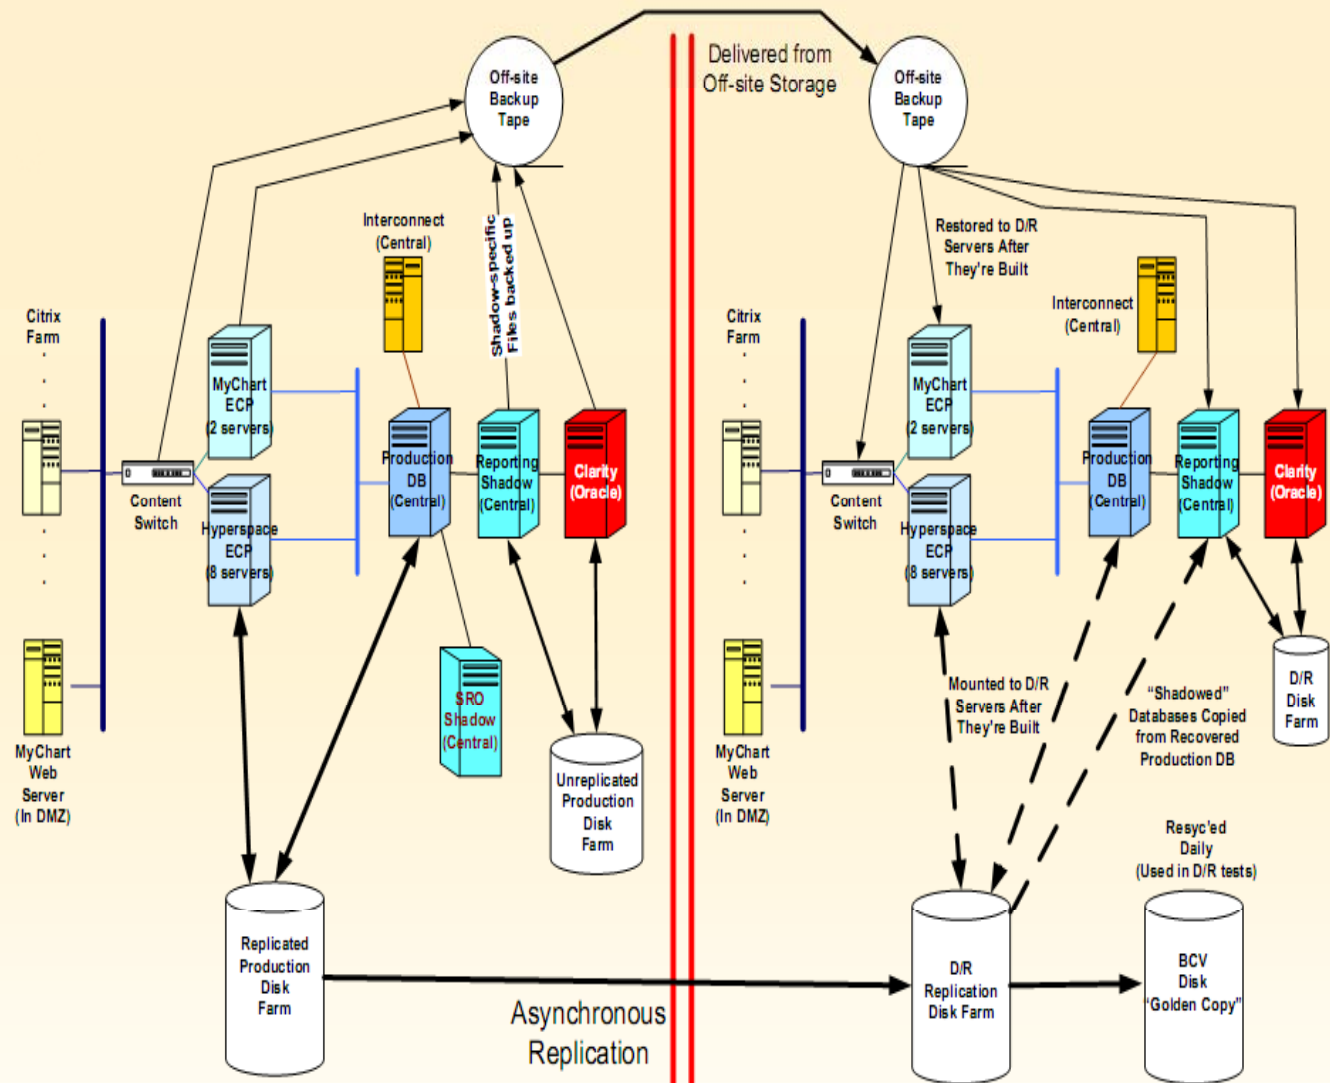 Off-site
Backup
Tape
Delivered from
Off-site Storage
Off-site
Backup
Tape
Interconnect
(Central)
Shadow-specific
Files backed up
Citrix
Farm
MyChart
ECP
(2 servers)
Content
Switch
Hyperspace
ECP
(8 servers)
Production
DB
(Central)
Reporting
Shadow
(Central)
Clarity
(Oracle)
SRO
Shadow
(Central)
MyChart
Web
Server
(In DMZ)
Unreplicated
Production
Disk
Farm
Replicated
Production
Disk
Farm
Asynchronous
Replication
Restored to D/R
Servers After
They're Built
Interconnect
(Central)
Citrix
Farm
MyChart
ECP
(2 servers)
Content
Switch
Hyperspace
ECP
(8 servers)
Production
DB
(Central)
Reporting
Shadow
(Central)
Clarity
(Oracle)
MyChart
Web
Server
(In DMZ)
Mounted to D/R
Servers After
They're Built
“Shadowed”
Databases Copied
from Recovered
Production DB
D/R
Disk
Farm
Resyc'ed
Daily
(Used in D/R tests)
D/R
Replication
Disk Farm
BCV
Disk
“Golden Copy”